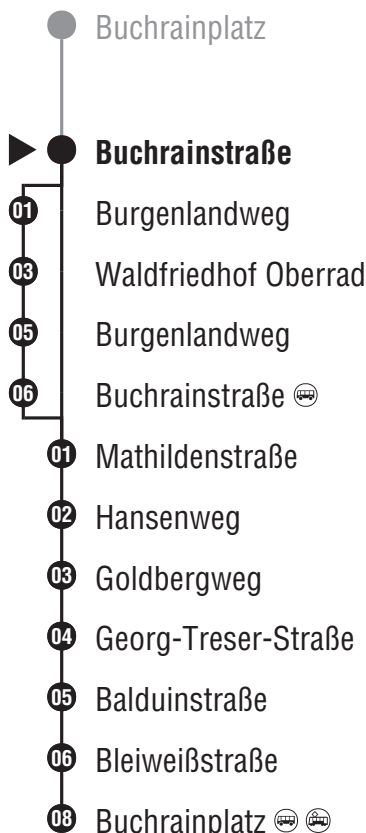 Buchrainplatz
Buchrainstraße
01 Burgenlandweg
03 Waldfriedhof Oberrad
05 Burgenlandweg
06 Buchrainstraße
01 Mathildenstraße
02 Hansenweg
03 Goldbergweg
04 Georg-Treser-Straße
05 Balduinstraße
06 Bleiweißstraße
08 Buchrainplatz